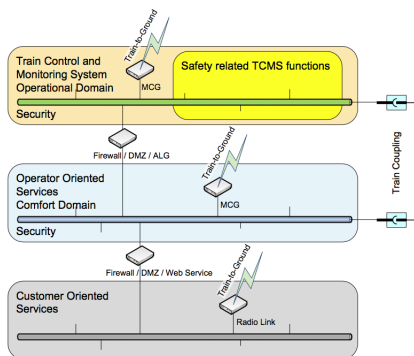 Train-to-Ground
Train Control and
Monitoring System
Operational Domain
MCG
Safety related TCMS functions
Security
Firewall / DMZ / ALG
Train Coupling
Operator Oriented
Services
Comfort Domain
Train-to-Ground
MCG
Security
Firewall / DMZ / Web Service
Customer Oriented
Services
Train-to-Ground
Radio Link